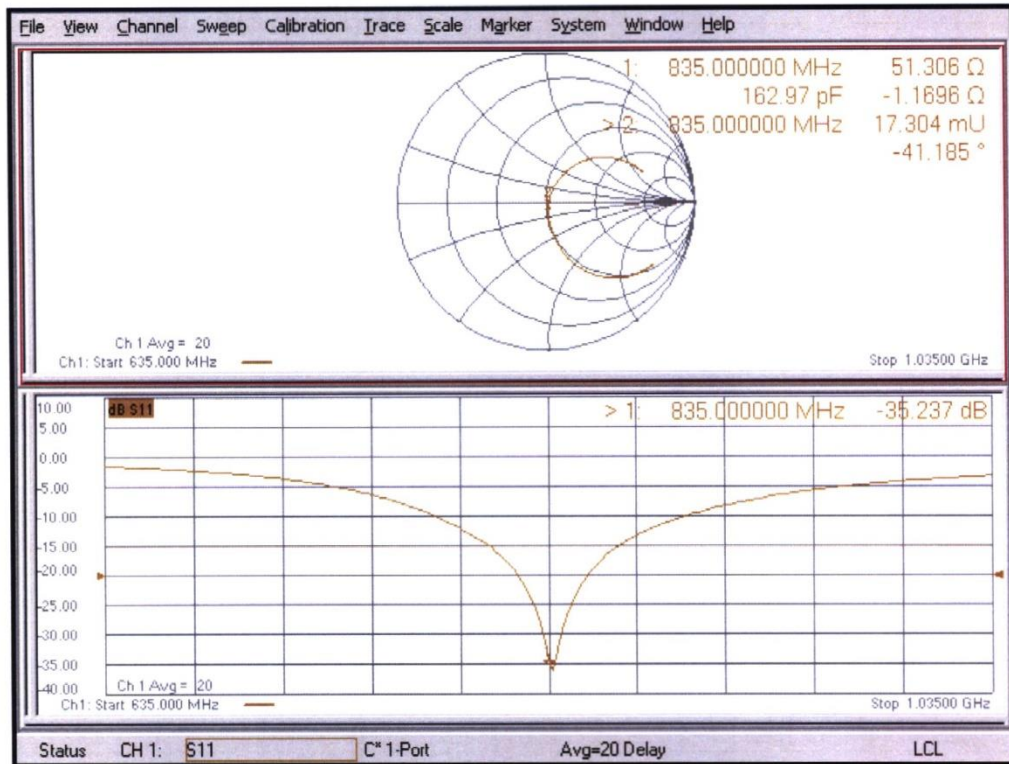 File View Channel Sweep Calibration Trace Scale Marker System Window Help
1: 835.000000 MHz 51.306 Ω
162.97 pF -1.1696 Ω
> 2: 835.000000 MHz 17.304 mU
-41.185 °
Ch 1 Avg = 20
Ch1: Start 635.000 MHz Stop 1.03500 GHz
10.00 dB S11 > 1: 835.000000 MHz -35.237 dB
5.00
0.00
-5.00
-10.00
-15.00
-20.00
-25.00
-30.00
-35.00
-40.00 Ch 1 Avg = 20
Ch1: Start 635.000 MHz Stop 1.03500 GHz
Status CH 1: S11 C* 1-Port Avg=20 Delay LCL